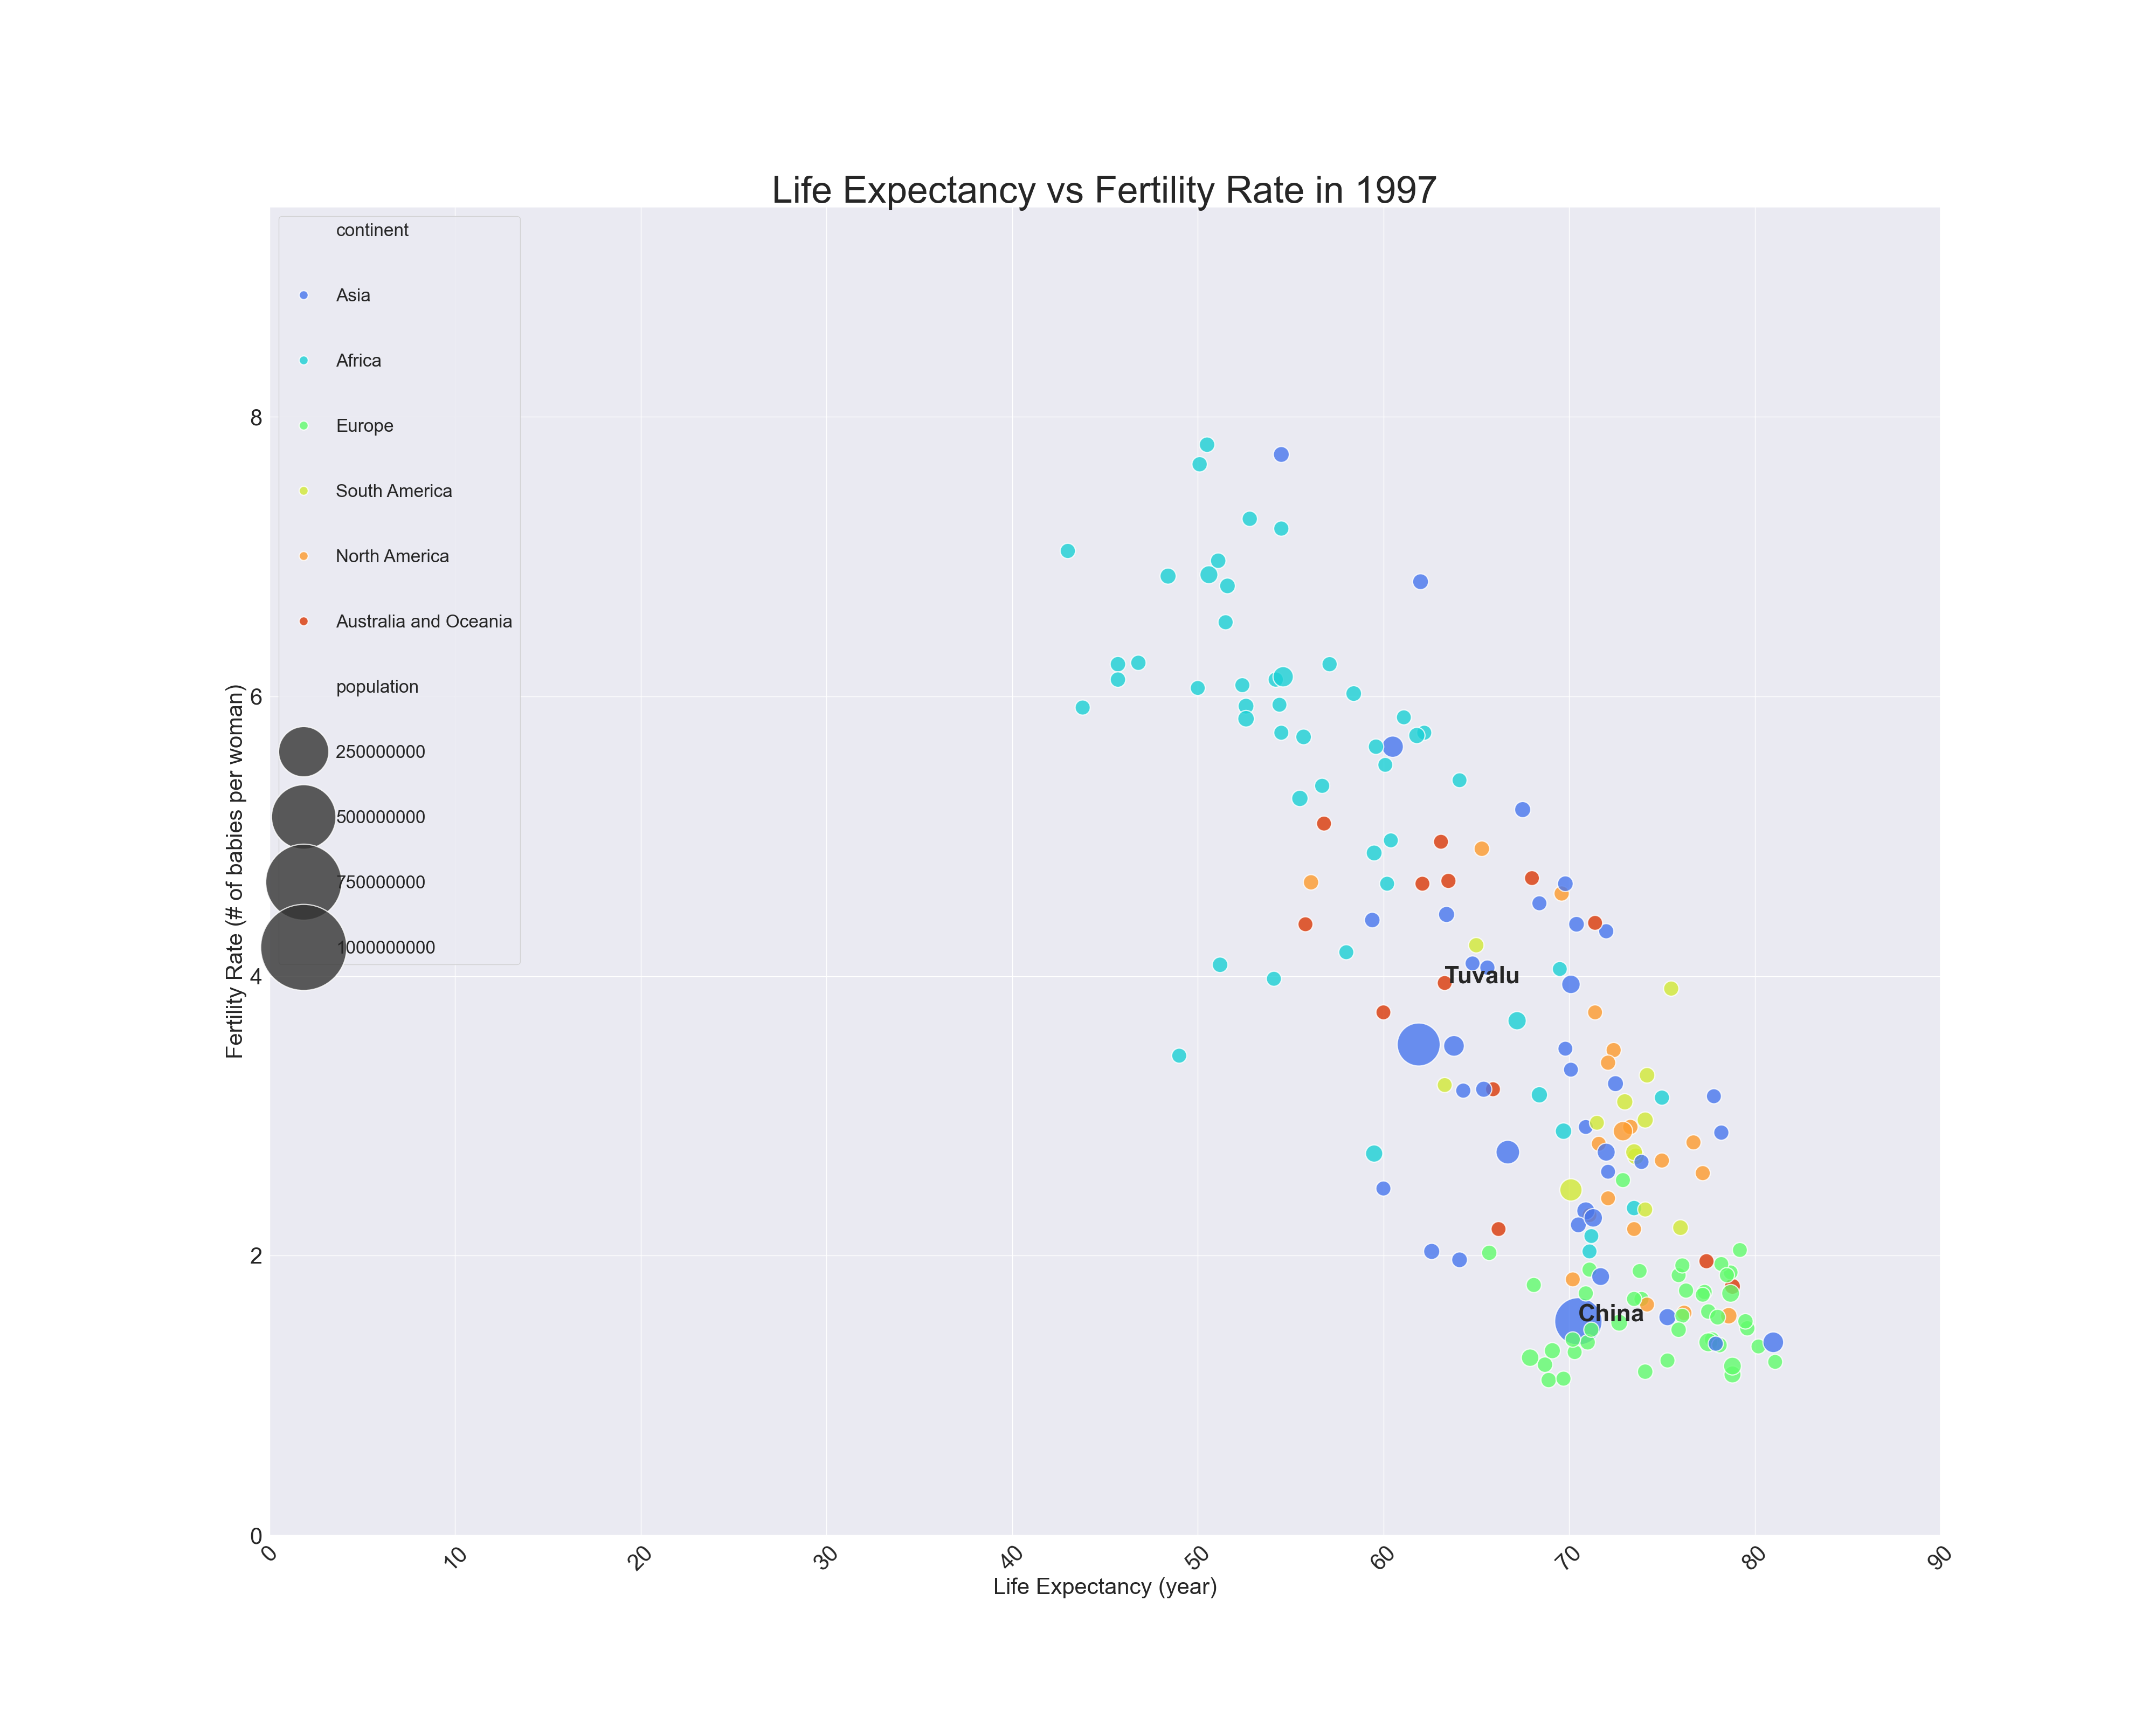 Life Expectancy vs Fertility Rate in 1997
continent
Asia
Africa
Europe
South America
North America
Australia and Oceania
population
250000000
500000000
750000000
1000000000
Fertility Rate (# of babies per woman)
8
6
4
2
0
Tuvalu
China
0 10 20 30 40 50 60 70 80 90
Life Expectancy (year)